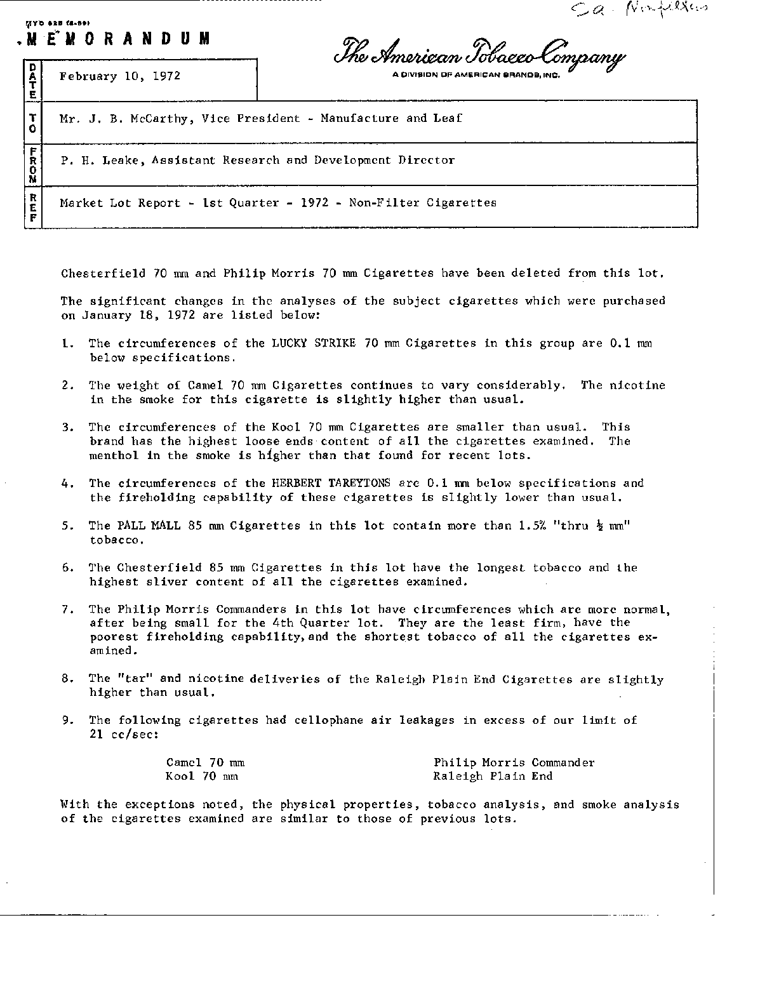 Ca. Nonfilters
MEMORANDUM
The American Tobacco Company
A DIVISION OF AMERICAN BRANDS, INC.
DATE
February 10, 1972
TO
Mr. J. B. McCarthy, Vice President - Manufacture and Leaf
FROM
P. H. Leake, Assistant Research and Development Director
REF
Market Lot Report - 1st Quarter - 1972 - Non-Filter Cigarettes
Chesterfield 70 mm and Philip Morris 70 mm Cigarettes have been deleted from this lot.
The significant changes in the analyses of the subject cigarettes which were purchased
on January 18, 1972 are listed below:
1. The circumferences of the LUCKY STRIKE 70 mm Cigarettes in this group are 0.1 mm
below specifications.
2. The weight of Camel 70 mm Cigarettes continues to vary considerably. The nicotine
in the smoke for this cigarette is slightly higher than usual.
3. The circumferences of the Kool 70 mm Cigarettes are smaller than usual. This
brand has the highest loose ends content of all the cigarettes examined. The
menthol in the smoke is higher than that found for recent lots.
4. The circumferences of the HERBERT TAREYTONS are 0.1 mm below specifications and
the fireholding capability of these cigarettes is slightly lower than usual.
5. The PALL MALL 85 mm Cigarettes in this lot contain more than 1.5% "thru ½ mm"
tobacco.
6. The Chesterfield 85 mm Cigarettes in this lot have the longest tobacco and the
highest sliver content of all the cigarettes examined.
7. The Philip Morris Commanders in this lot have circumferences which are more normal,
after being small for the 4th Quarter lot. They are the least firm, have the
poorest fireholding capability, and the shortest tobacco of all the cigarettes ex-
amined.
8. The "tar" and nicotine deliveries of the Raleigh Plain End Cigarettes are slightly
higher than usual.
9. The following cigarettes had cellophane air leakages in excess of our limit of
21 cc/sec:
Camel 70 mm Philip Morris Commander
Kool 70 mm Raleigh Plain End
With the exceptions noted, the physical properties, tobacco analysis, and smoke analysis
of the cigarettes examined are similar to those of previous lots.